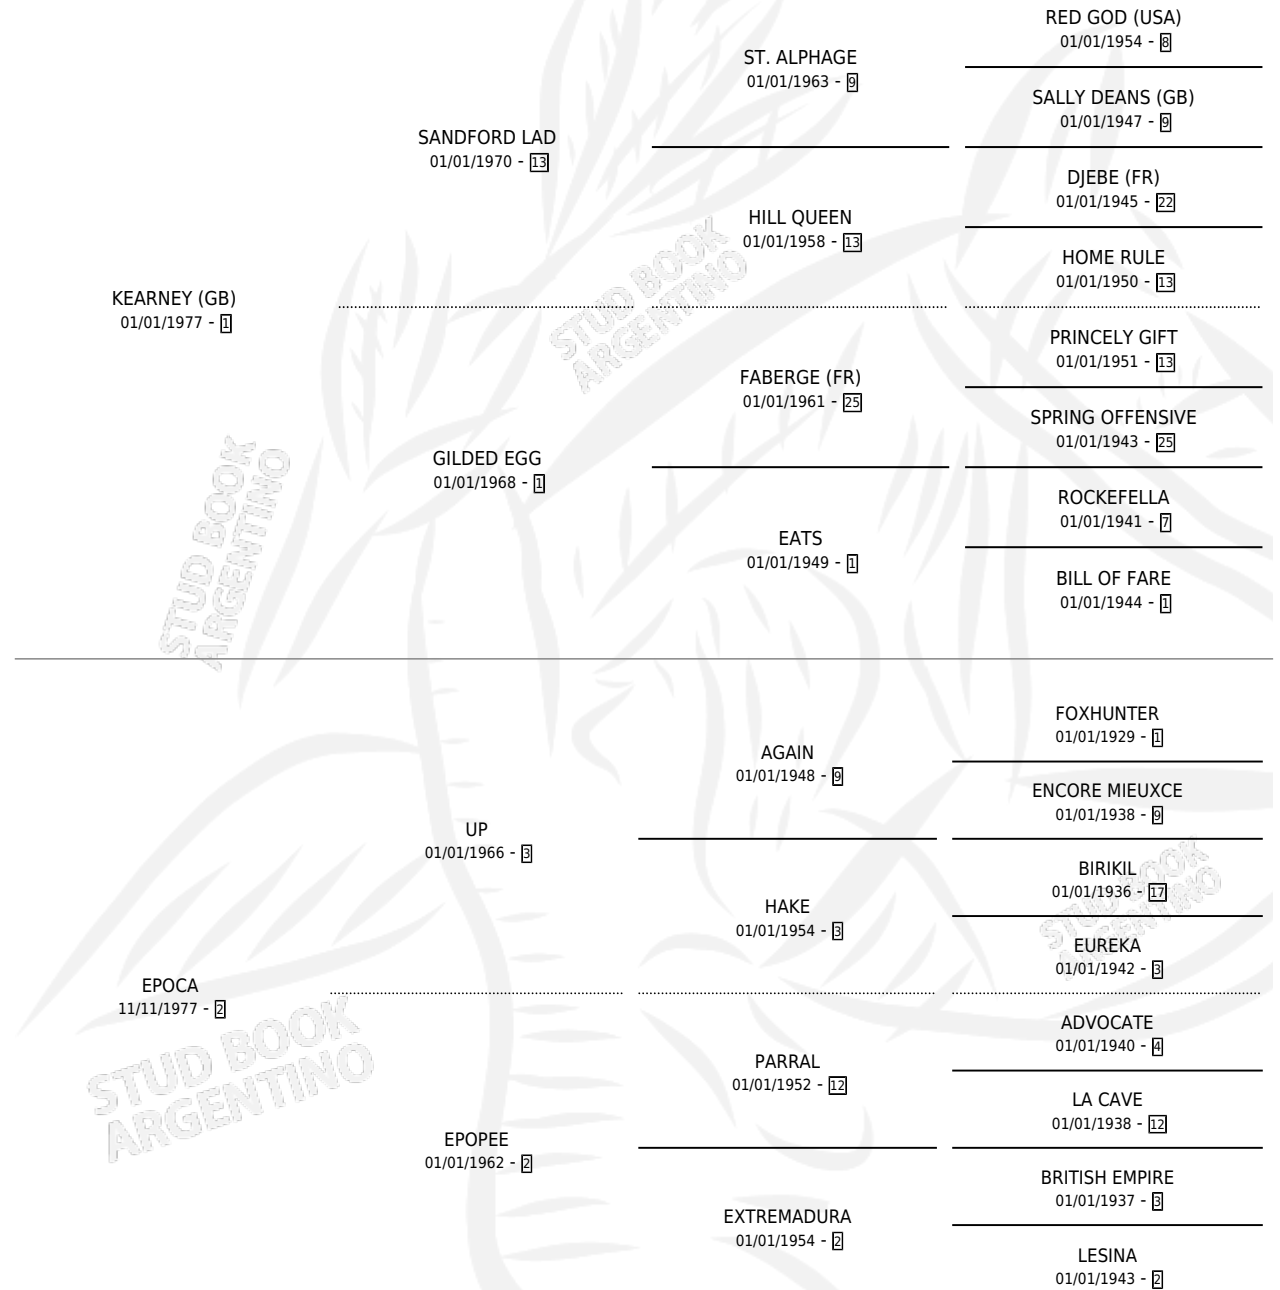 RED GOD (USA)
01/01/1954 - 8
ST. ALPHAGE
01/01/1963 - 9
SALLY DEANS (GB)
01/01/1947 - 9
SANDFORD LAD
01/01/1970 - 13
DJEBE (FR)
01/01/1945 - 22
HILL QUEEN
01/01/1958 - 13
HOME RULE
01/01/1950 - 13
KEARNEY (GB)
01/01/1977 - 1
PRINCELY GIFT
01/01/1951 - 13
FABERGE (FR)
01/01/1961 - 25
SPRING OFFENSIVE
01/01/1943 - 25
GILDED EGG
01/01/1968 - 1
ROCKEFELLA
01/01/1941 - 7
EATS
01/01/1949 - 1
BILL OF FARE
01/01/1944 - 1
STUD BOOK
ARGENTINO
STUD BOOK
ARGENTINO
FOXHUNTER
01/01/1929 - 1
AGAIN
01/01/1948 - 9
ENCORE MIEUXCE
01/01/1938 - 9
UP
01/01/1966 - 3
BIRIKIL
01/01/1936 - 17
HAKE
01/01/1954 - 3
EUREKA
01/01/1942 - 3
EPOCA
11/11/1977 - 2
ADVOCATE
01/01/1940 - 4
PARRAL
01/01/1952 - 12
LA CAVE
01/01/1938 - 12
EPOPEE
01/01/1962 - 2
BRITISH EMPIRE
01/01/1937 - 3
EXTREMADURA
01/01/1954 - 2
LESINA
01/01/1943 - 2
STUD BOOK
ARGENTINO
STUD BOOK
ARGENTINO